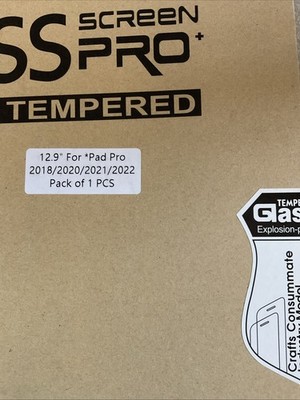 SS SCREEN
PRO+
TEMPERED
12.9" For *Pad Pro
2018/2020/2021/2022
Pack of 1 PCS
TEMPE
Glas
Explosion-p
Crafts Consummate